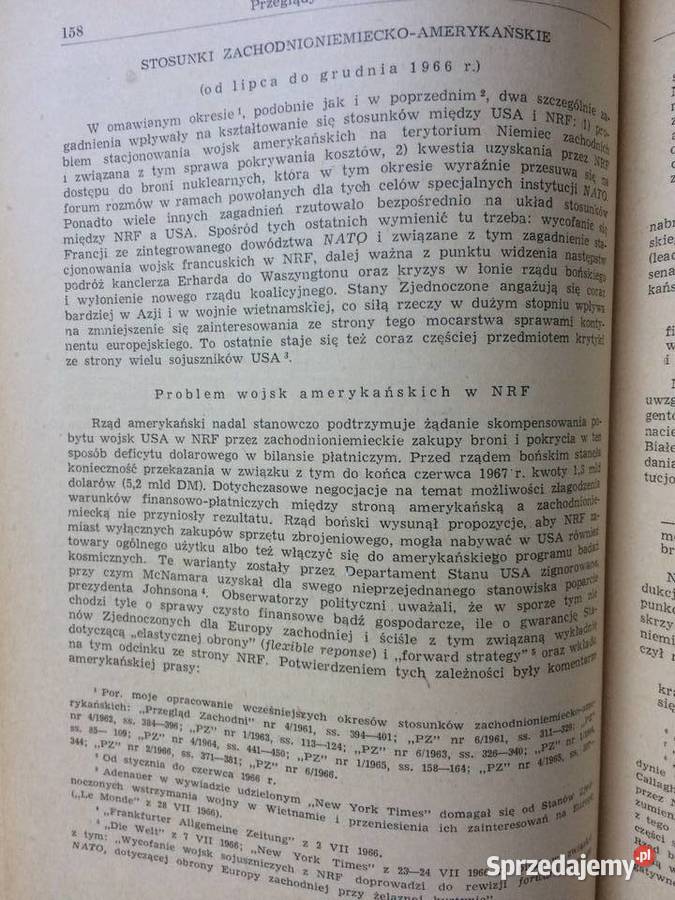 158
Przeglądy
STOSUNKI ZACHODNIONIEMIECKO-AMERYKAŃSKIE
(od lipca do grudnia 1966 r.)
W omawianym okresie¹, podobnie jak i w poprzednim², dwa szczególnie za-
gadnienia wpływały na kształtowanie się stosunków między USA i NRF: 1) pro-
blem stacjonowania wojsk amerykańskich na terytorium Niemiec zachodnich
i związana z tym sprawa pokrywania kosztów, 2) kwestia uzyskania przez NRF
dostępu do broni nuklearnych, która w tym okresie wyraźnie przesuwa się na
forum rozmów w ramach powołanych dla tych celów specjalnych instytucji NATO.
Ponadto wiele innych zagadnień rzutowało bezpośrednio na układ stosunków
między NRF a USA. Spośród tych ostatnich wymienić tu trzeba: wycofanie się
Francji ze zintegrowanego dowództwa NATO i związane z tym zagadnienie sta-
cjonowania wojsk francuskich w NRF, dalej ważna z punktu widzenia następstw
podróż kanclerza Erharda do Waszyngtonu oraz kryzys w łonie rządu bońskiego
i wyłonienie nowego rządu koalicyjnego. Stany Zjednoczone angażują się coraz
bardziej w Azji i w wojnie wietnamskiej, co siłą rzeczy w dużym stopniu wpływa
na zmniejszenie się zainteresowania ze strony tego mocarstwa sprawami konty-
nentu europejskiego. To ostatnie staje się też coraz częściej przedmiotem krytyki
ze strony wielu sojuszników USA³.
Problem wojsk amerykańskich w NRF
Rząd amerykański nadal stanowczo podtrzymuje żądanie skompensowania po-
bytu wojsk USA w NRF przez zachodnioniemieckie zakupy broni i pokrycia w ten
sposób deficytu dolarowego w bilansie płatniczym. Przed rządem bońskim stanęła
konieczność przekazania w związku z tym do końca czerwca 1967 r. kwoty 1,3 mld
dolarów (5,2 mld DM). Dotychczasowe negocjacje na temat możliwości złagodzenia
warunków finansowo-płatniczych między stroną amerykańską a zachodnionie-
miecką nie przyniosły rezultatu. Rząd boński wysunął propozycje, aby NRF za-
miast wyłącznych zakupów sprzętu zbrojeniowego, mogła nabywać w USA również
towary ogólnego użytku albo też włączyć się do amerykańskiego programu badań
kosmicznych. Te warianty zostały przez Departament Stanu USA zignorowane,
przy czym McNamara uzyskał dla swego nieprzejednanego stanowiska poparcie
prezydenta Johnsona⁴. Obserwatorzy polityczni uważali, że w sporze tym nie
chodzi tyle o sprawy czysto finansowe bądź gospodarcze, ile o gwarancję Sta-
nów Zjednoczonych dla Europy zachodniej i ściśle z tym związaną wykładnię
dotyczącą „elastycznej obrony" (flexible reponse) i „forward strategy"⁵ oraz wkładu
na tym odcinku ze strony NRF. Potwierdzeniem tych zależności były komentarze
amerykańskiej prasy:
¹ Por. moje opracowanie wcześniejszych okresów stosunków zachodnioniemiecko-ame-
rykańskich: „Przegląd Zachodni" nr 4/1961, ss. 394—401; „PZ" nr 6/1961, ss. 311—326; „PZ"
nr 4/1962, ss. 384—396; „PZ" nr 1/1963, ss. 113—124; „PZ" nr 6/1963, ss. 326—340; „PZ" nr 1/1964,
ss. 85—109; „PZ" nr 4/1964, ss. 441—456; „PZ" nr 1/1965, ss. 158—164; „PZ" nr 4/1965, ss.
344; „PZ" nr 2/1966, ss. 371—381; „PZ" nr 6/1966.
² Od stycznia do czerwca 1966 r.
³ Adenauer w wywiadzie udzielonym „New York Times" domagał się od Stanów Zjed-
noczonych wstrzymania wojny w Wietnamie i przeniesienia ich zainteresowań na Europę
(„Le Monde" z 28 VII 1966).
⁴ „Frankfurter Allgemeine Zeitung" z 2 VII 1966.
⁵ „Die Welt" z 7 VII 1966; „New York Times" z 23—24 VII 1966
z tym: „Wycofanie wojsk sojuszniczych z NRF doprowadzi do rewizji
NATO, dotyczącej obrony Europy zachodniej przy żelaznej
Sprzedajemy.pl